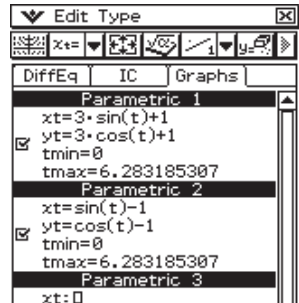 Edit Type
DiffEq IC Graphs
Parametric 1
xt=3·sin(t)+1
yt=3·cos(t)+1
tmin=0
tmax=6.283185307
Parametric 2
xt=sin(t)-1
yt=cos(t)-1
tmin=0
tmax=6.283185307
Parametric 3
xt:□